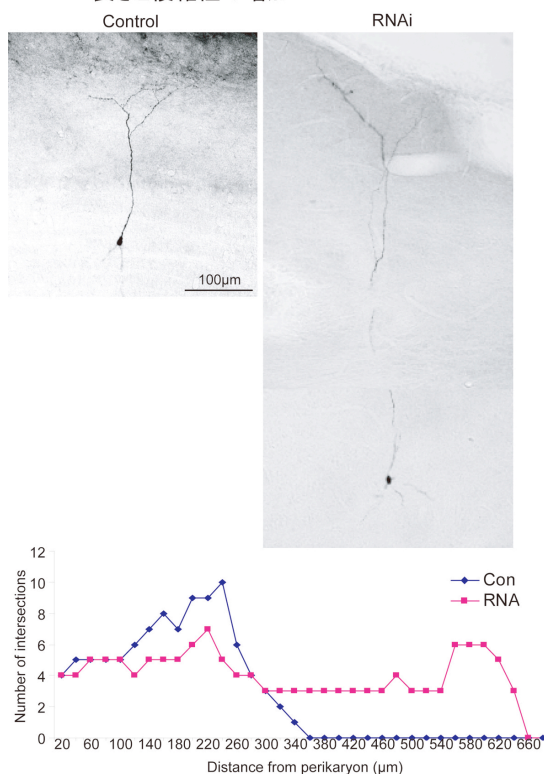 Control
RNAi
100µm
Number of intersections
12
10
8
6
4
2
0
Con
RNA
20 60 100 140 180 220 260 300 340 380 420 460 500 540 580 620 660
Distance from perikaryon (µm)